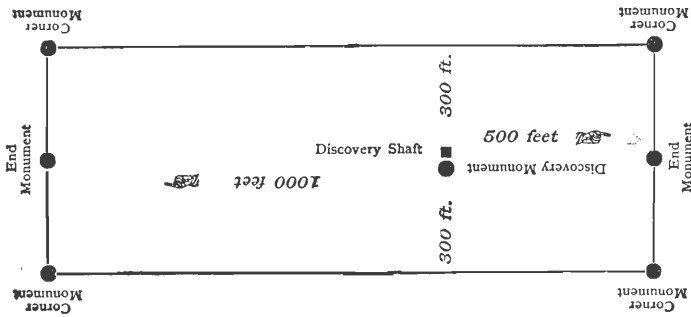 Corner
Monument
Corner
Monument
300 ft.
500 feet
End
Monument
Discovery Shaft
Discovery Monument
End
Monument
1000 feet
300 ft.
Corner
Monument
Corner
Monument